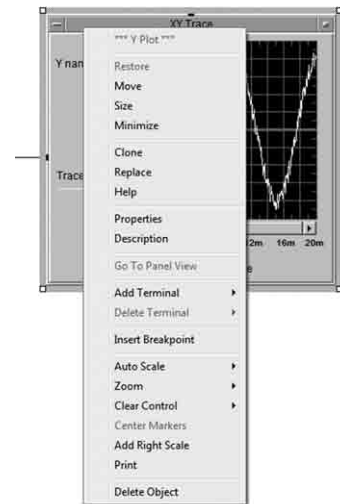 XY Trace
*** Y Plot ***
Y nam
Restore
Move
Size
Minimize
Clone
Replace
Trace
Help
Properties
Description
12m 16m 20m
Go To Panel View
e
Add Terminal
Delete Terminal
Insert Breakpoint
Auto Scale
Zoom
Clear Control
Center Markers
Add Right Scale
Print
Delete Object